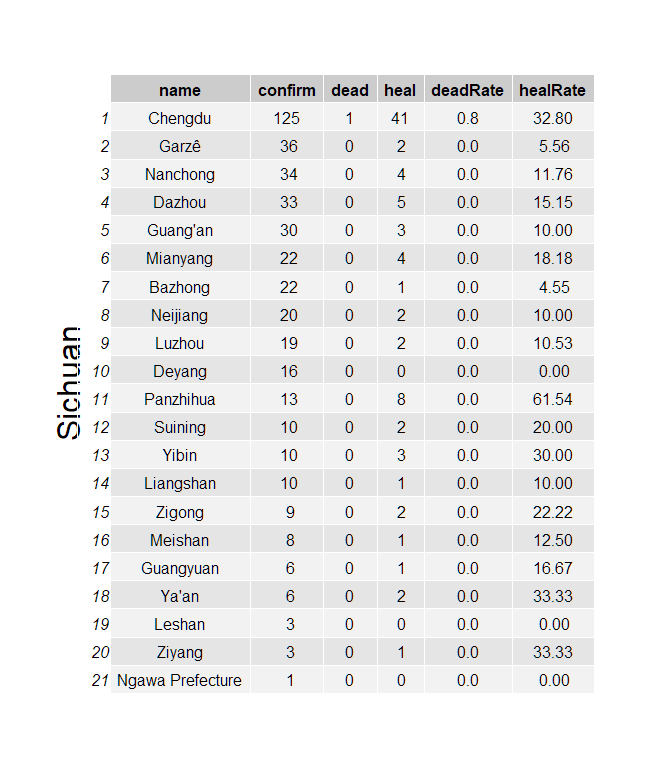 name confirm dead heal deadRate healRate
1 Chengdu 125 1 41 0.8 32.80
2 Garzê 36 0 2 0.0 5.56
3 Nanchong 34 0 4 0.0 11.76
4 Dazhou 33 0 5 0.0 15.15
5 Guang'an 30 0 3 0.0 10.00
6 Mianyang 22 0 4 0.0 18.18
7 Bazhong 22 0 1 0.0 4.55
8 Neijiang 20 0 2 0.0 10.00
9 Luzhou 19 0 2 0.0 10.53
10 Deyang 16 0 0 0.0 0.00
11 Panzhihua 13 0 8 0.0 61.54
12 Suining 10 0 2 0.0 20.00
13 Yibin 10 0 3 0.0 30.00
14 Liangshan 10 0 1 0.0 10.00
15 Zigong 9 0 2 0.0 22.22
16 Meishan 8 0 1 0.0 12.50
17 Guangyuan 6 0 1 0.0 16.67
18 Ya'an 6 0 2 0.0 33.33
19 Leshan 3 0 0 0.0 0.00
20 Ziyang 3 0 1 0.0 33.33
21 Ngawa Prefecture 1 0 0 0.0 0.00
Sichuan